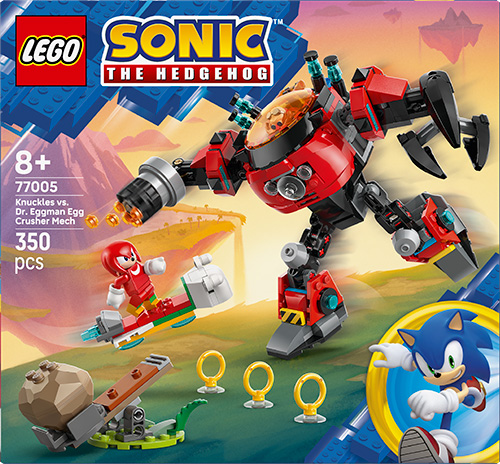 LEGO
SONIC
THE HEDGEHOG
8+
77005
Knuckles vs.
Dr. Eggman Egg
Crusher Mech
350
pcs